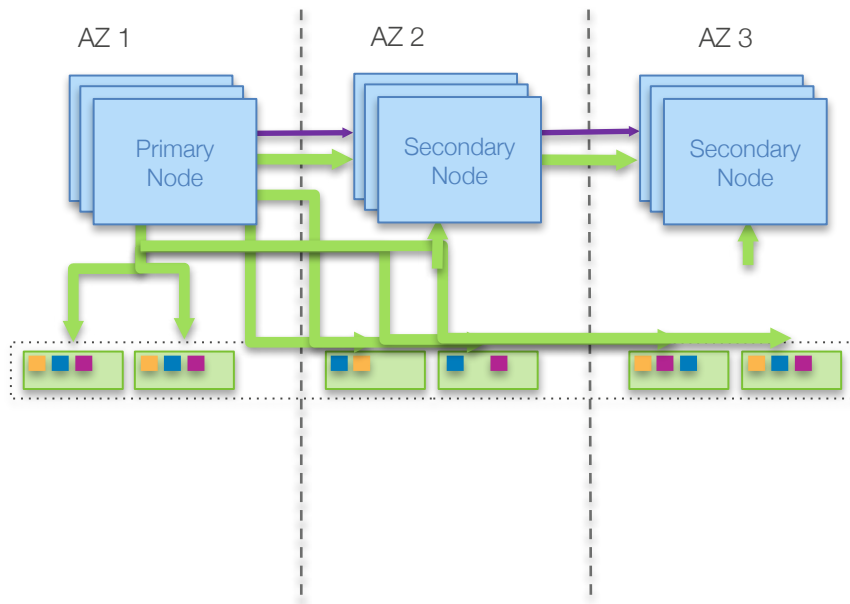 AZ 1
AZ 2
AZ 3
Primary
Node
Secondary
Node
Secondary
Node